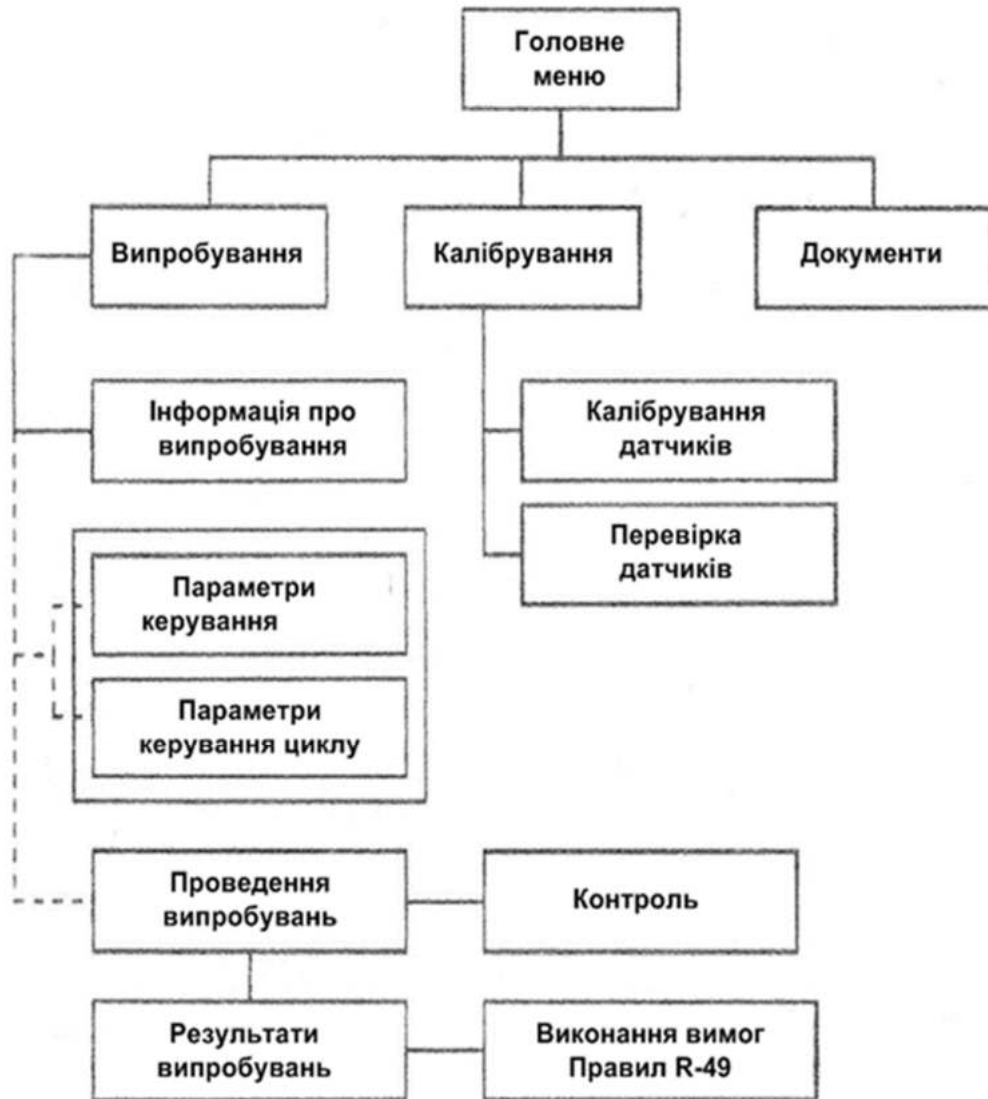 Головне
меню
Випробування
Калібрування
Документи
Інформація про
випробування
Калібрування
датчиків
Перевірка
датчиків
Параметри
керування
Параметри
керування циклу
Проведення
випробувань
Контроль
Результати
випробувань
Виконання вимог
Правил R-49